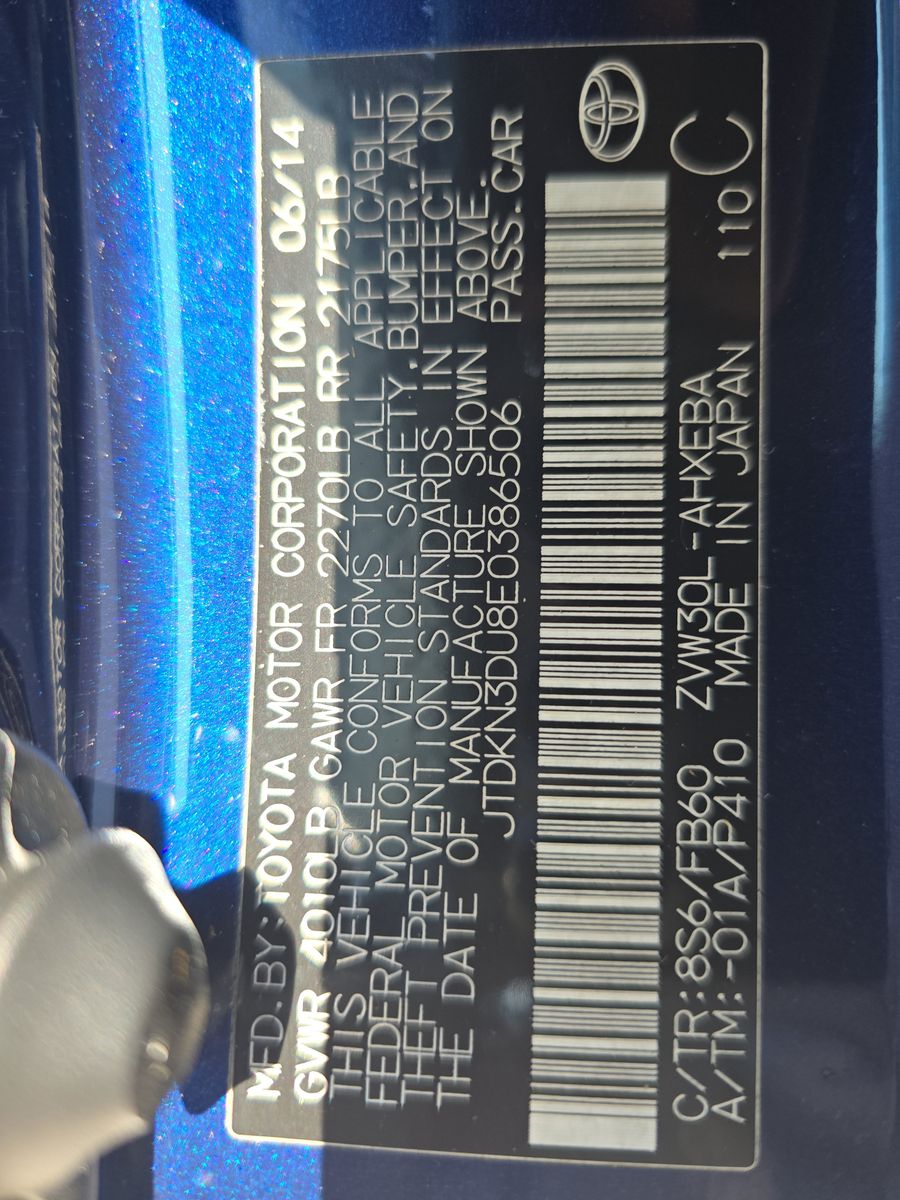 MFD.BY:TOYOTA MOTOR CORPORATION 06/14
GVWR 4010LB GAWR FR 2270LB RR 2175LB
THIS VEHICLE CONFORMS TO ALL APPLICABLE
FEDERAL MOTOR VEHICLE SAFETY,BUMPER,AND
THEFT PREVENTION STANDARDS IN EFFECT ON
THE DATE OF MANUFACTURE SHOWN ABOVE.
JTDKN3DU8E0386506 PASS.CAR
C/TR:8S6/FB60 ZVW30L-AHXEBA C
A/TM:-01A/P410 MADE IN JAPAN 110